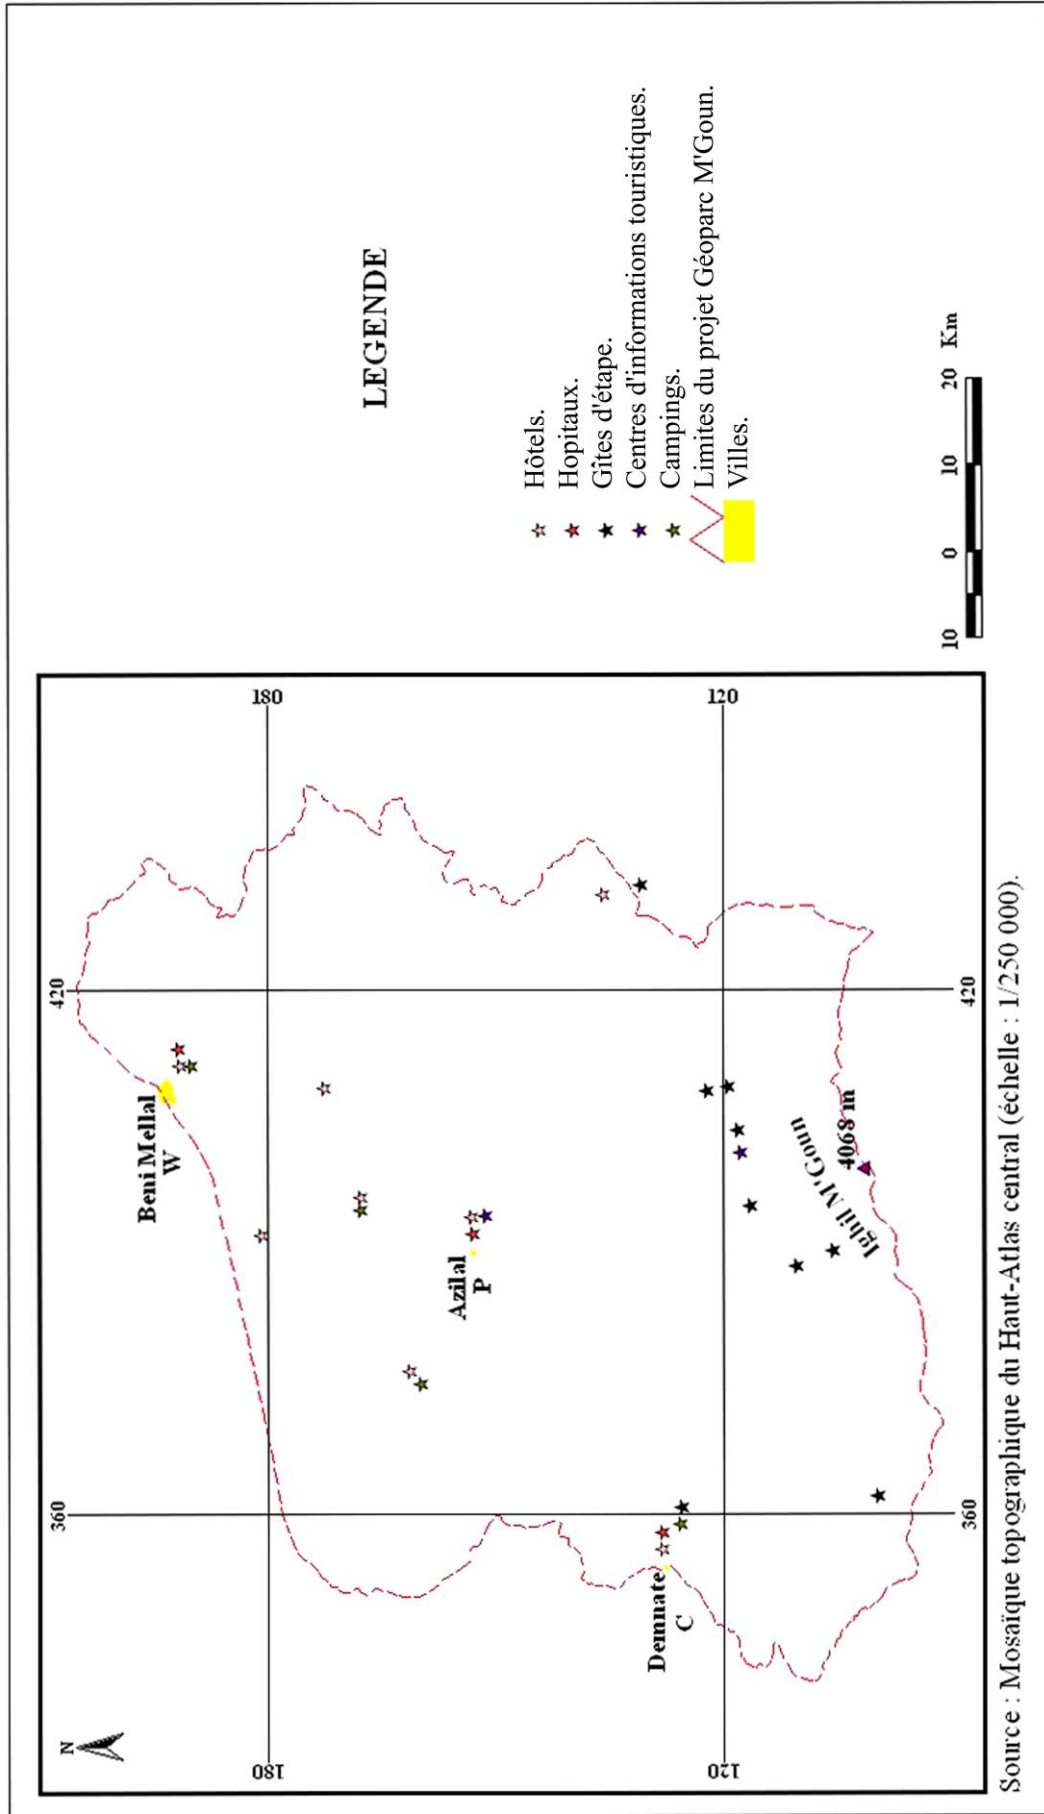 N
360
420
Beni Mellal
W
180
180
Azilal
P
Demnate
C
120
120
Ighil M'Goun
4068 m
360
420
LEGENDE
Hôtels.
Hopitaux.
Gîtes d'étape.
Centres d'informations touristiques.
Campings.
Limites du projet Géoparc M'Goun.
Villes.
10 0 10 20 Km
Source : Mosaïque topographique du Haut-Atlas central (échelle : 1/250 000).